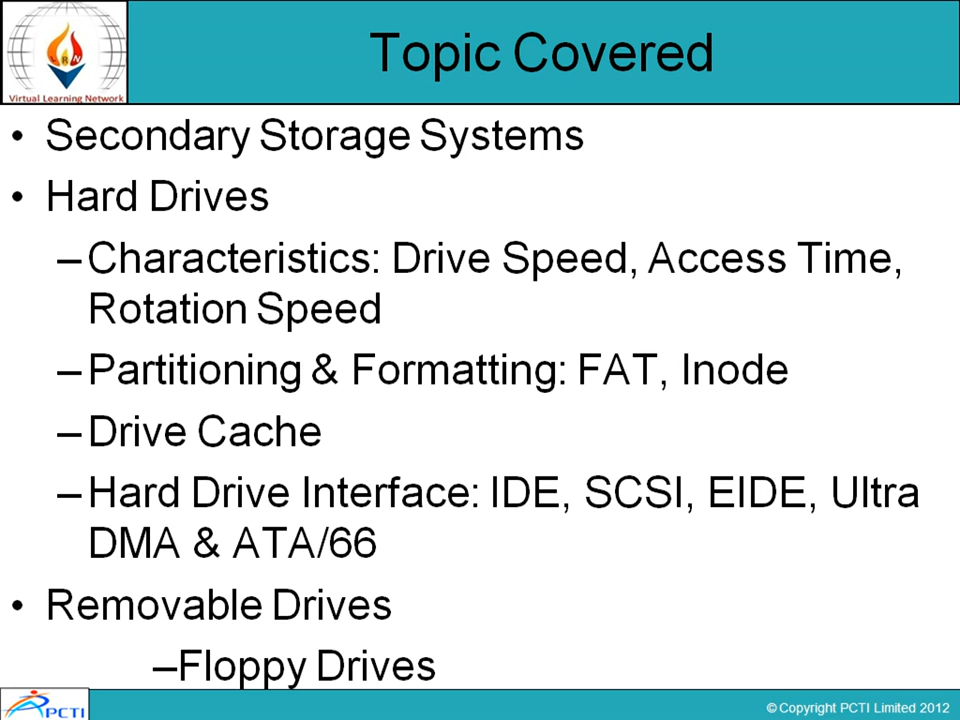 Topic Covered
RN
Virtual Learning Network
• Secondary Storage Systems
• Hard Drives
–Characteristics: Drive Speed, Access Time,
Rotation Speed
–Partitioning & Formatting: FAT, Inode
–Drive Cache
–Hard Drive Interface: IDE, SCSI, EIDE, Ultra
DMA & ATA/66
• Removable Drives
–Floppy Drives
PCTI
© Copyright PCTI Limited 2012